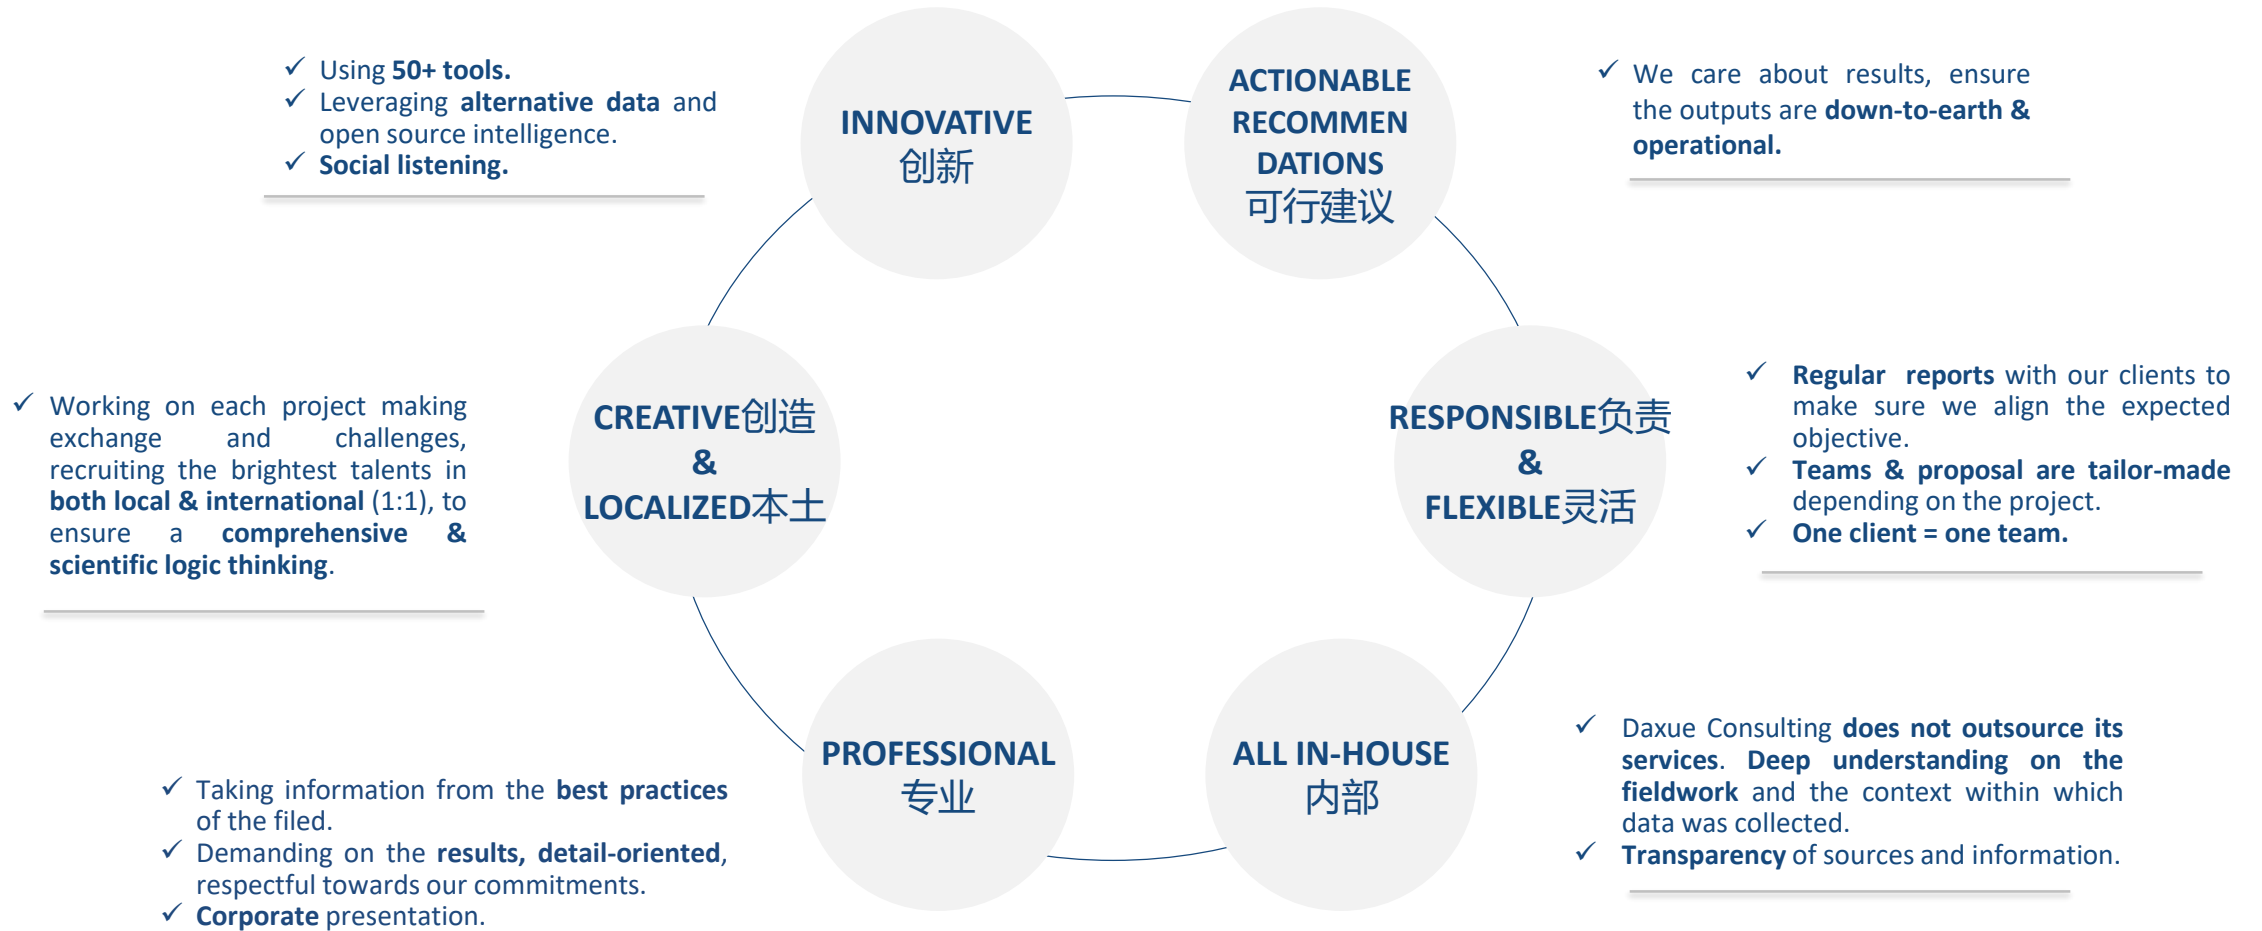 ✓ Using 50+ tools.
✓ Leveraging alternative data and
open source intelligence.
✓ Social listening.
INNOVATIVE
创新
ACTIONABLE
RECOMMEN
DATIONS
可行建议
✓ We care about results, ensure
the outputs are down-to-earth &
operational.
✓ Working on each project making
exchange and challenges,
recruiting the brightest talents in
both local & international (1:1), to
ensure a comprehensive &
scientific logic thinking.
CREATIVE创造
&
LOCALIZED本土
RESPONSIBLE负责
&
FLEXIBLE灵活
✓ Regular reports with our clients to
make sure we align the expected
objective.
✓ Teams & proposal are tailor-made
depending on the project.
✓ One client = one team.
✓ Taking information from the best practices
of the filed.
✓ Demanding on the results, detail-oriented,
respectful towards our commitments.
✓ Corporate presentation.
PROFESSIONAL
专业
ALL IN-HOUSE
内部
✓ Daxue Consulting does not outsource its
services. Deep understanding on the
fieldwork and the context within which
data was collected.
✓ Transparency of sources and information.